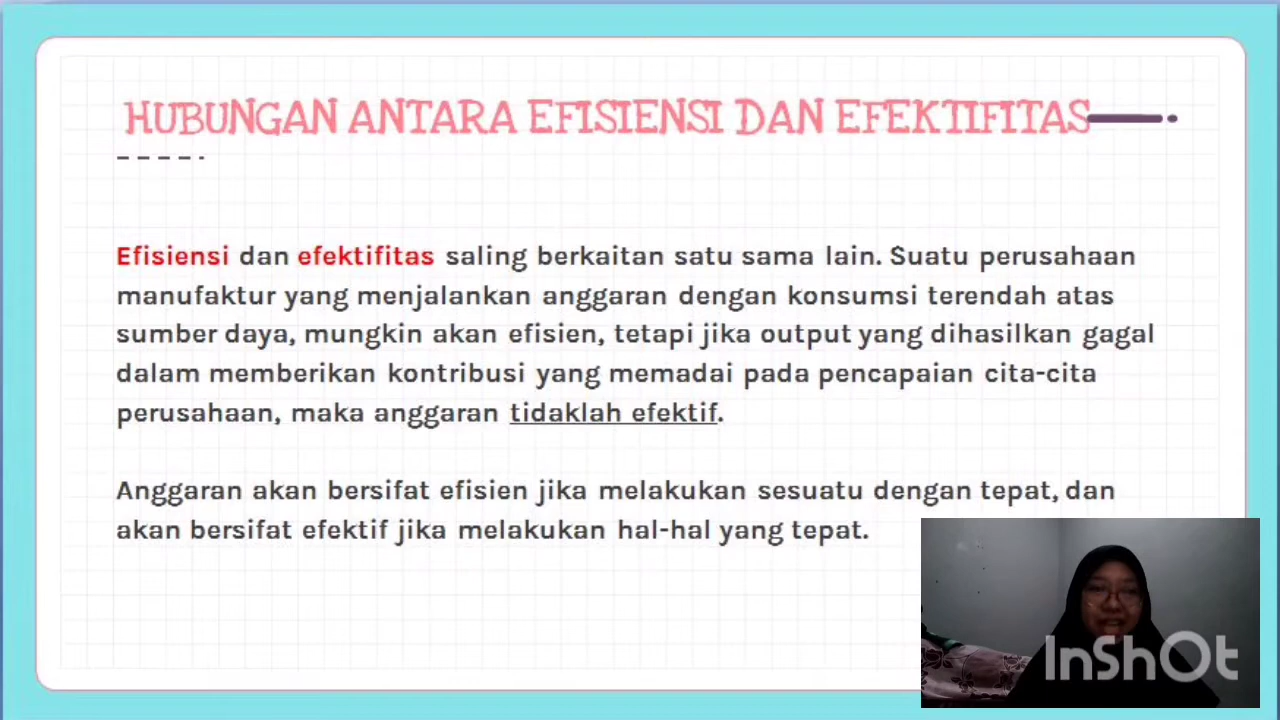 HUBUNGAN ANTARA EFISIENSI DAN EFEKTIFITAS
Efisiensi dan efektifitas saling berkaitan satu sama lain. Suatu perusahaan
manufaktur yang menjalankan anggaran dengan konsumsi terendah atas
sumber daya, mungkin akan efisien, tetapi jika output yang dihasilkan gagal
dalam memberikan kontribusi yang memadai pada pencapaian cita-cita
perusahaan, maka anggaran tidaklah efektif.
Anggaran akan bersifat efisien jika melakukan sesuatu dengan tepat, dan
akan bersifat efektif jika melakukan hal-hal yang tepat.
InShOt